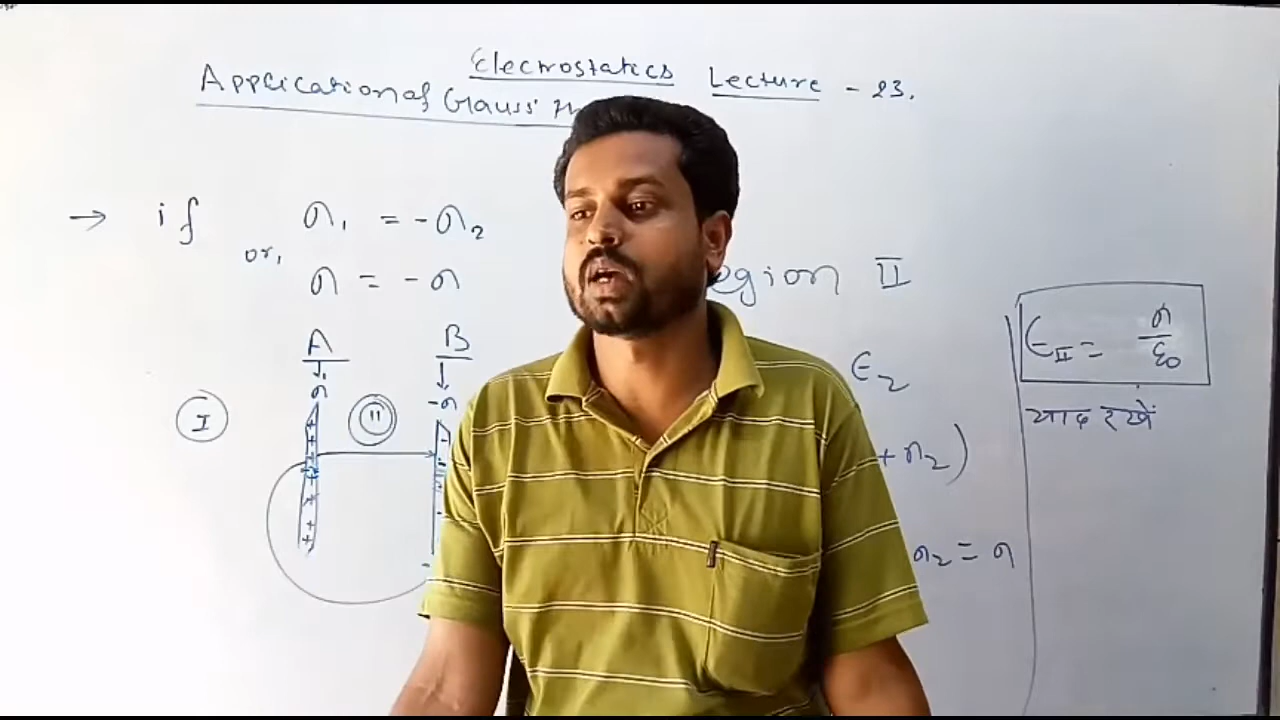 Electrostatics Lecture - 23.
Application of Gauss'
→ if σ₁ = -σ₂
or,
σ = -σ
egion II
A
B
σ
-σ
I
II
E₂
+ σ₂)
σ₂ = σ
E_II = σ/ε₀
याद रखें